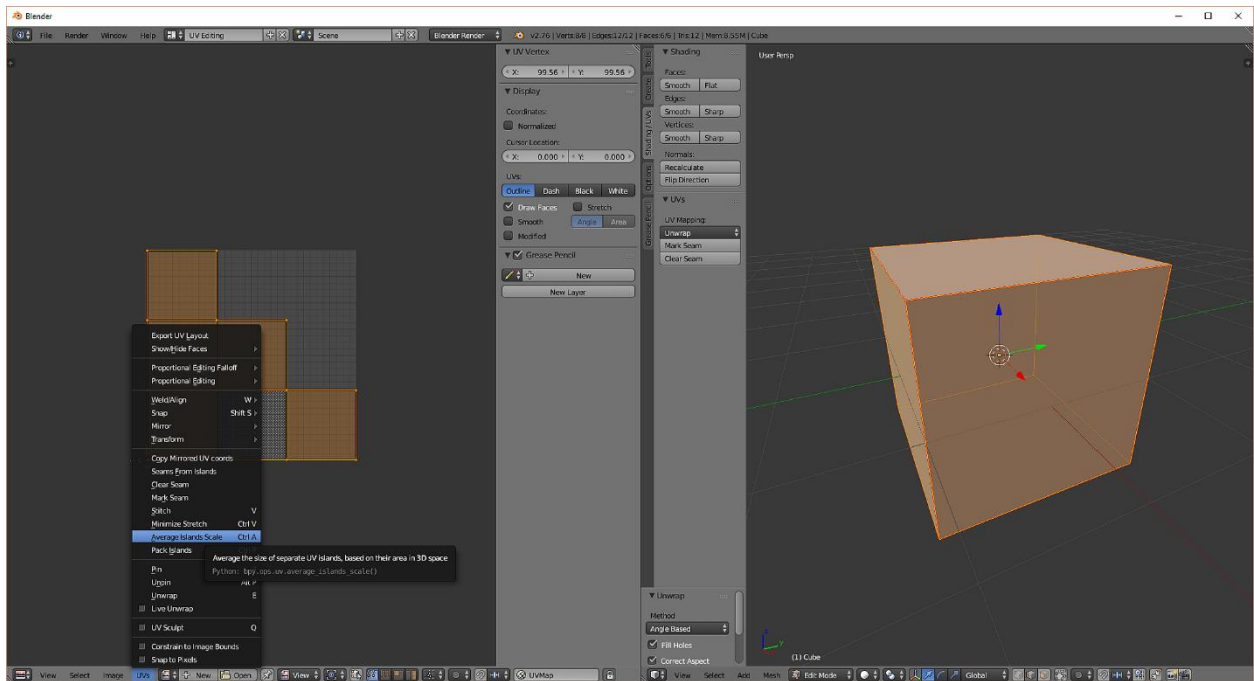 Blender
File Render Window Help UV Editing Scene Blender Render v2.76 | Verts:8/8 | Edges:12/12 | Faces:6/6 | Tris:12 | Mem:8.55M | Cube
UV Vertex
X: 99.56 Y: 99.56
Display
Coordinates:
Normalized
Cursor Location:
X: 0.000 Y: 0.000
UVs:
Outline Dash Black White
Draw Faces Stretch
Smooth Angle Area
Modified
Grease Pencil
New
New Layer
Tools
Create
Shading / UVs
Options
Grease Pencil
Shading
Faces:
Smooth Flat
Edges:
Smooth Sharp
Vertices:
Smooth Sharp
Normals:
Recalculate
Flip Direction
UVs
UV Mapping:
Unwrap
Mark Seam
Clear Seam
User Persp
Export UV Layout
Show/Hide Faces
Proportional Editing Falloff
Proportional Editing
Weld/Align W
Snap Shift S
Mirror
Transform
Copy Mirrored UV coords
Seams From Islands
Clear Seam
Mark Seam
Stitch V
Minimize Stretch Ctrl V
Average Islands Scale Ctrl A
Pack Islands
Average the size of separate UV islands, based on their area in 3D space
Python: bpy.ops.uv.average_islands_scale()
Pin
Unpin Alt P
Unwrap E
Live Unwrap
UV Sculpt Q
Constrain to Image Bounds
Snap to Pixels
Unwrap
Method
Angle Based
Fill Holes
Correct Aspect
z
y
(1) Cube
View Select Image UVs New Open View UVMap
View Select Add Mesh Edit Mode Global